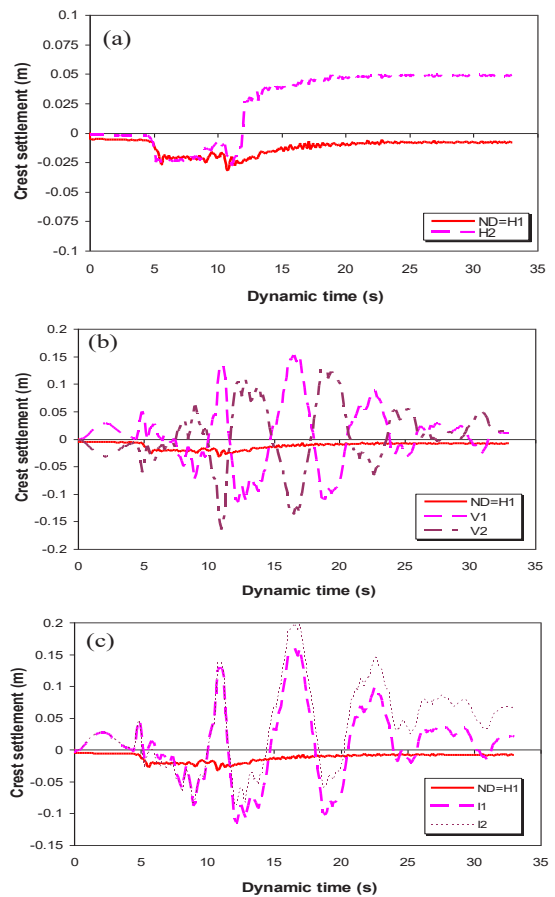 (a)
Crest settlement (m)
0.1
0.075
0.05
0.025
0
-0.025
-0.05
-0.075
-0.1
0 5 10 15 20 25 30 35
Dynamic time (s)
ND=H1
H2
(b)
Crest settlement (m)
0.2
0.15
0.1
0.05
0
-0.05
-0.1
-0.15
-0.2
0 5 10 15 20 25 30 35
Dynamic time (s)
ND=H1
V1
V2
(c)
Crest settlement (m)
0.2
0.15
0.1
0.05
0
-0.05
-0.1
-0.15
0 5 10 15 20 25 30 35
Dynamic time (s)
ND=H1
I1
I2